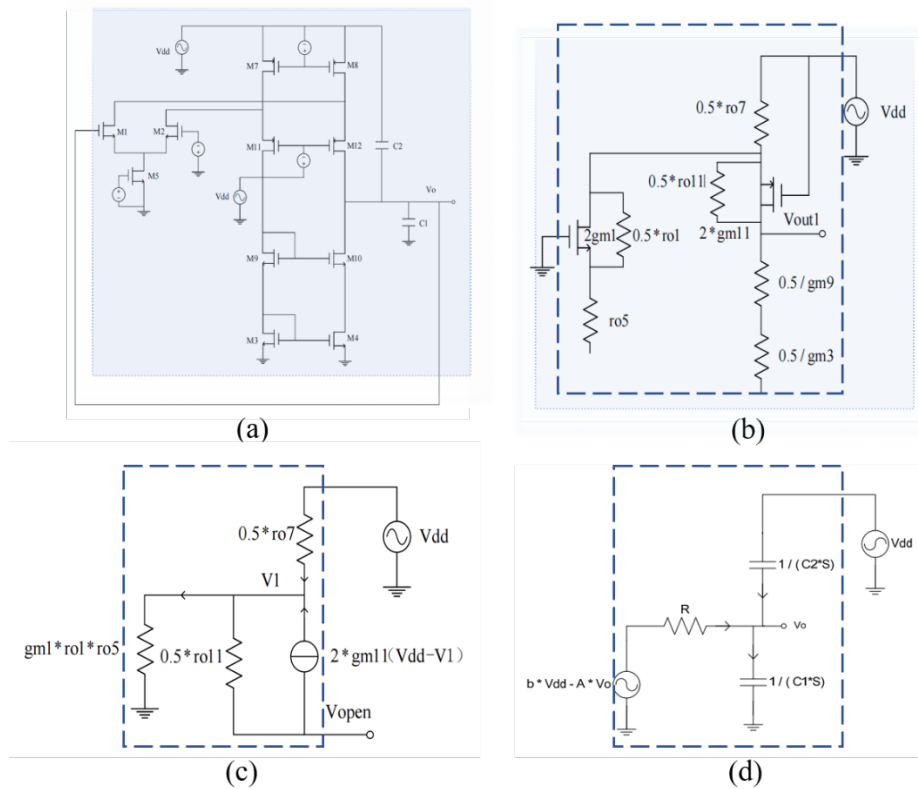 Vdd
M7
M8
M1
M2
M11
M12
C2
M5
Vdd
Vo
C1
M9
M10
M3
M4
(a)
0.5*ro7
Vdd
0.5*ro11
Vout1
2gm1
0.5*ro1
2*gm11
0.5/gm9
ro5
0.5/gm3
(b)
0.5*ro7
Vdd
V1
gm1*ro1*ro5
0.5*ro11
2*gm11(Vdd-V1)
Vopen
(c)
Vdd
1/(C2*S)
R
Vo
b*Vdd-A*Vo
1/(C1*S)
(d)